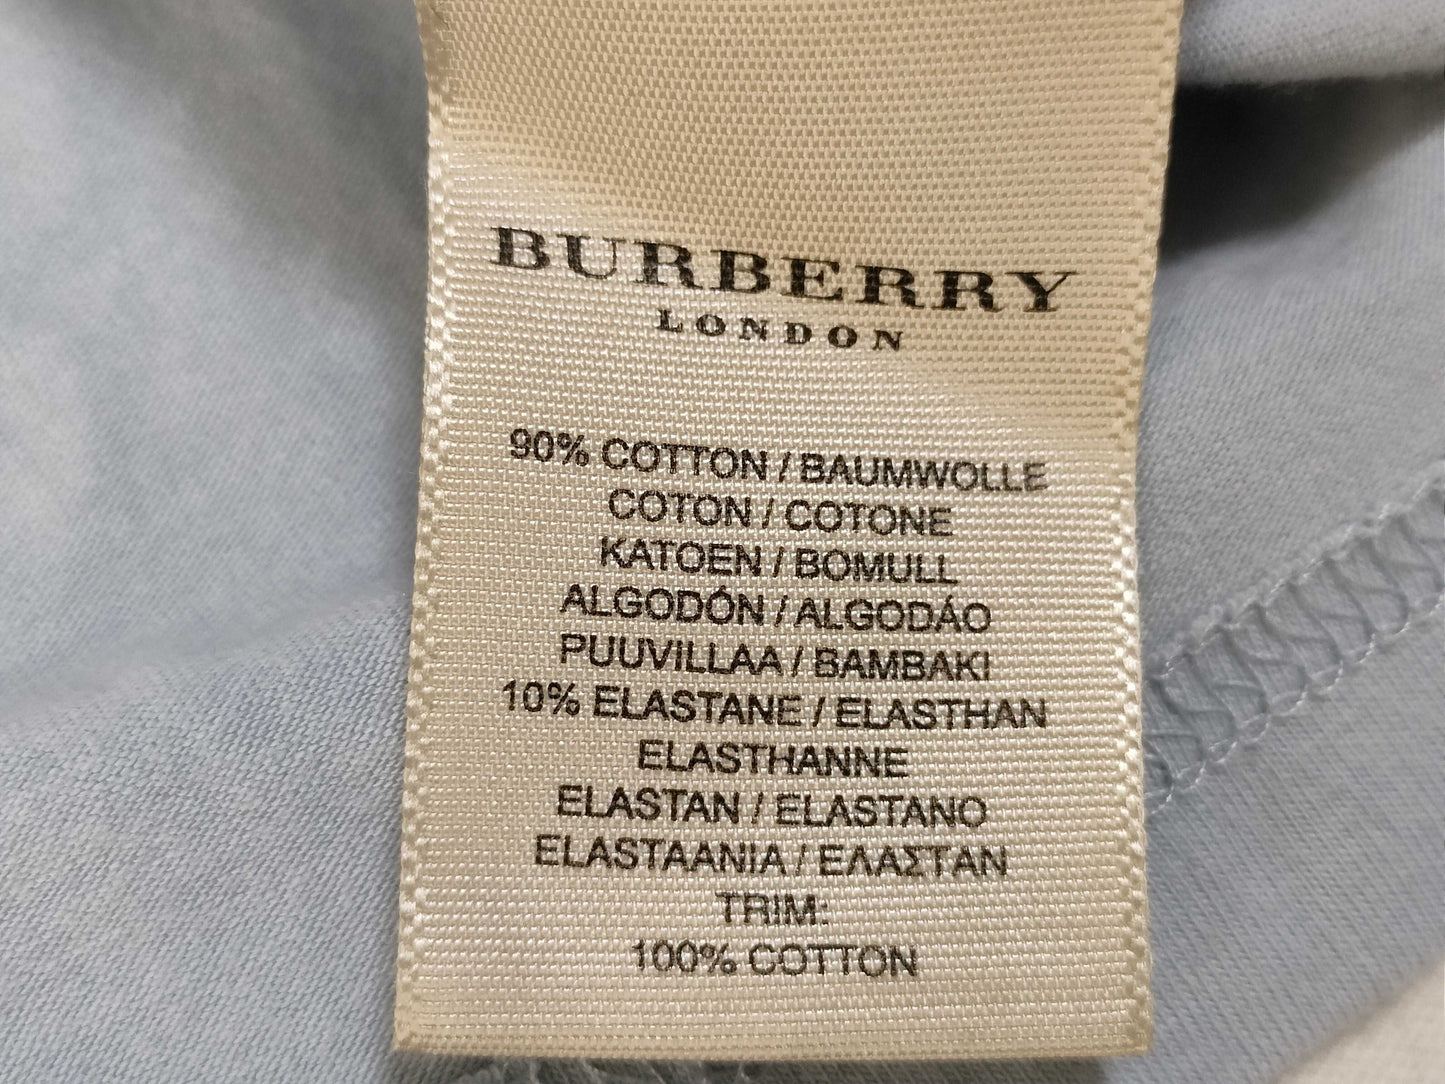 BURBERRY
LONDON
90% COTTON / BAUMWOLLE
COTON / COTONE
KATOEN / BOMULL
ALGODÓN / ALGODÁO
PUUVILLAA / BAMBAKI
10% ELASTANE / ELASTHAN
ELASTHANNE
ELASTAN / ELASTANO
ELASTAANIA / ΕΛΑΣΤΑΝ
TRIM:
100% COTTON